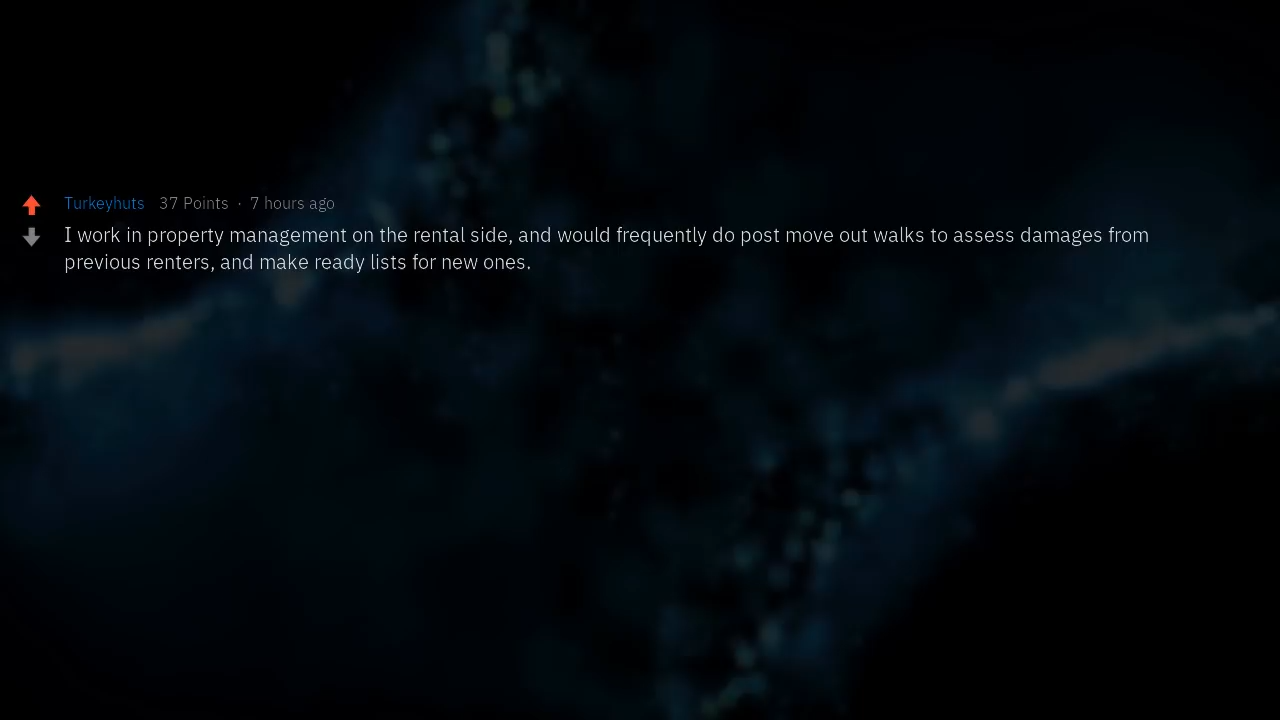 Turkeyhuts 37 Points · 7 hours ago
I work in property management on the rental side, and would frequently do post move out walks to assess damages from
previous renters, and make ready lists for new ones.